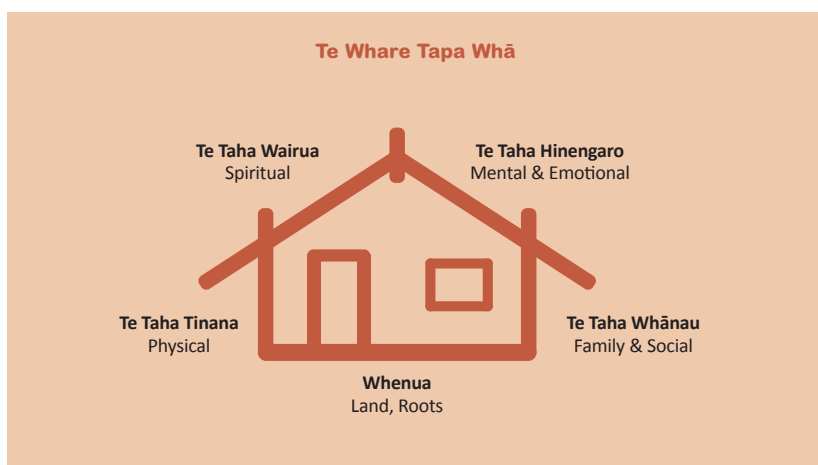 Te Whare Tapa Whā
Te Taha Wairua
Spiritual
Te Taha Hinengaro
Mental & Emotional
Te Taha Tinana
Physical
Te Taha Whānau
Family & Social
Whenua
Land, Roots